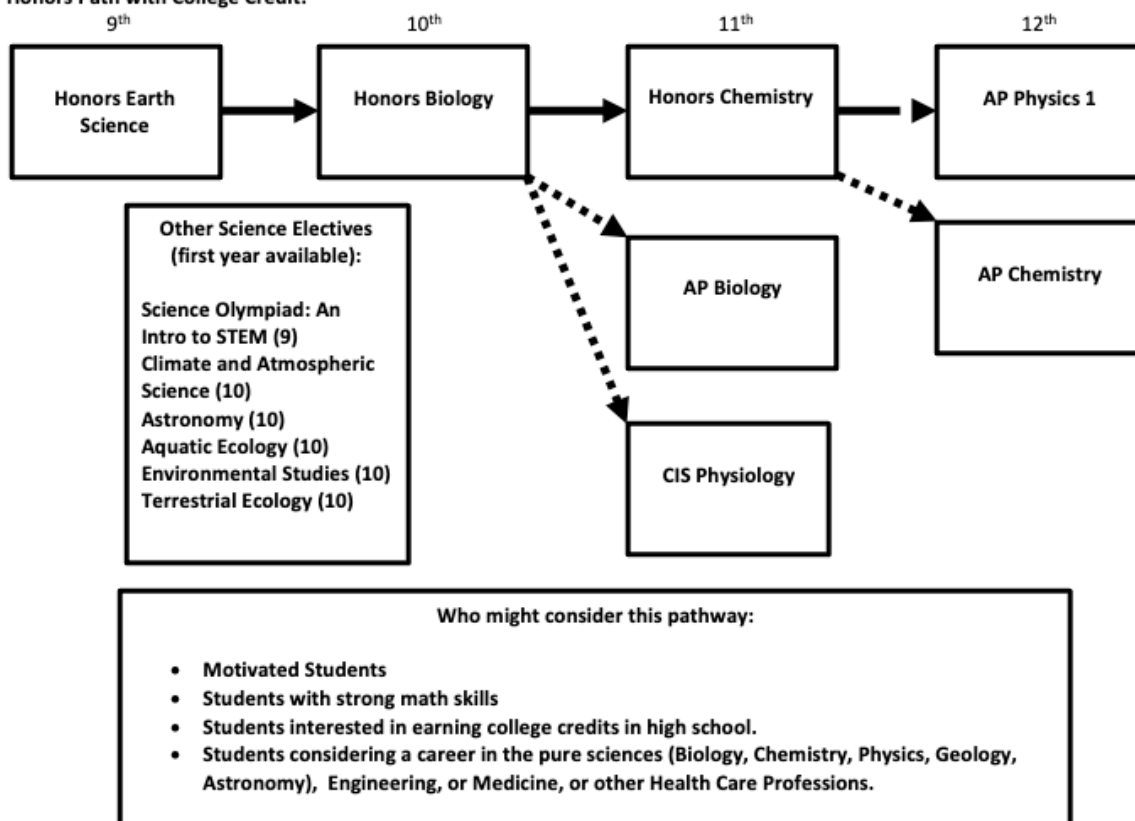 Honors Path with College Credit:
9th
10th
11th
12th
Honors Earth
Science
Honors Biology
Honors Chemistry
AP Physics 1
Other Science Electives
(first year available):
Science Olympiad: An
Intro to STEM (9)
Climate and Atmospheric
Science (10)
Astronomy (10)
Aquatic Ecology (10)
Environmental Studies (10)
Terrestrial Ecology (10)
AP Biology
AP Chemistry
CIS Physiology
Who might consider this pathway:
• Motivated Students
• Students with strong math skills
• Students interested in earning college credits in high school.
• Students considering a career in the pure sciences (Biology, Chemistry, Physics, Geology,
Astronomy), Engineering, or Medicine, or other Health Care Professions.